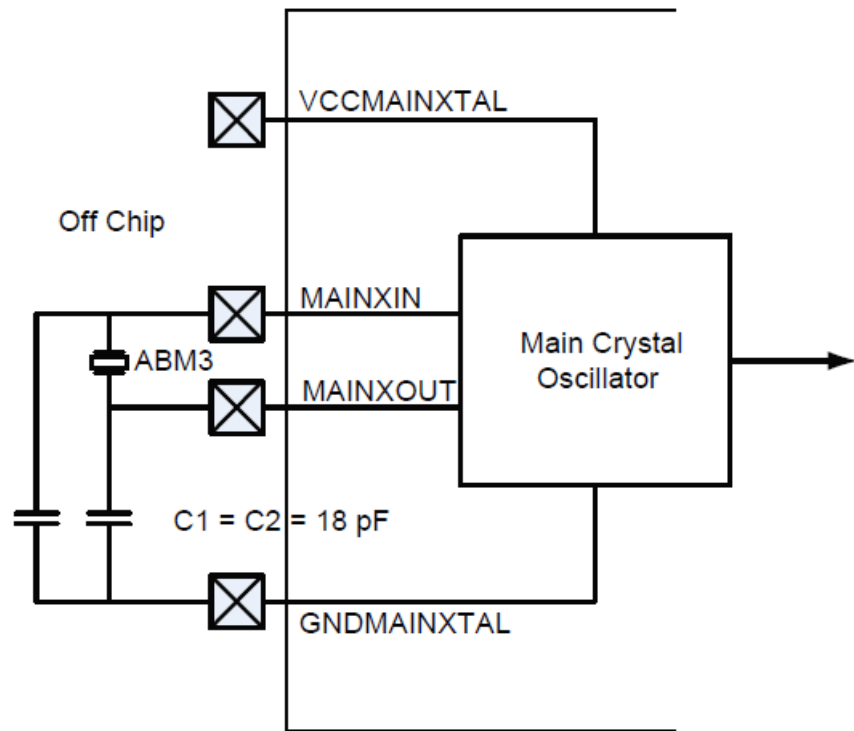 VCCMAINXTAL
Off Chip
MAINXIN
ABM3
MAINXOUT
Main Crystal
Oscillator
C1 = C2 = 18 pF
GNDMAINXTAL